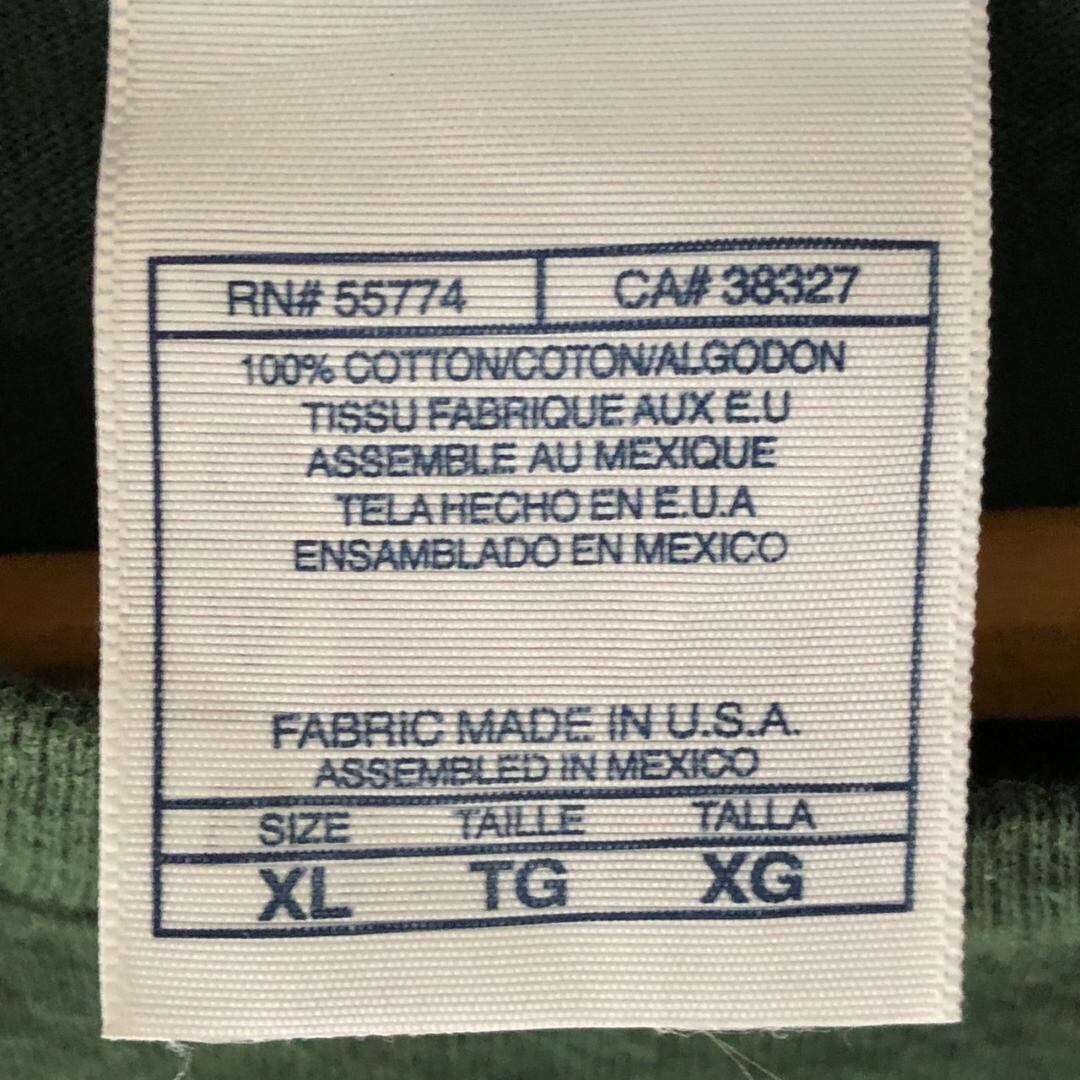 RN# 55774 CA# 38327
100% COTTON/COTON/ALGODON
TISSU FABRIQUE AUX E.U
ASSEMBLE AU MEXIQUE
TELA HECHO EN E.U.A
ENSAMBLADO EN MEXICO
FABRIC MADE IN U.S.A.
ASSEMBLED IN MEXICO
SIZE TAILLE TALLA
XL TG XG